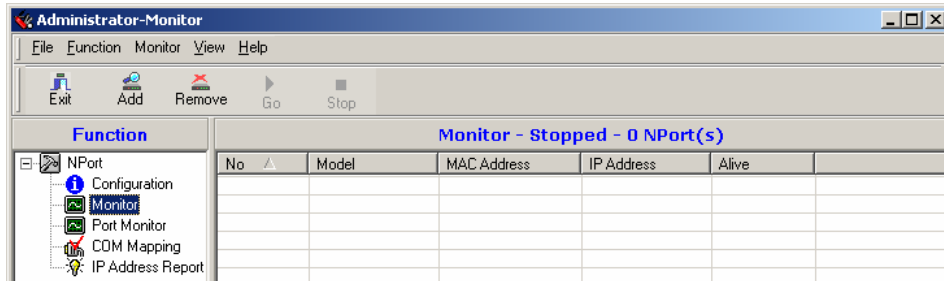 Administrator-Monitor
File Function Monitor View Help
Exit Add Remove Go Stop
Function
Monitor - Stopped - 0 NPort(s)
NPort
No Model MAC Address IP Address Alive
Configuration
Monitor
Port Monitor
COM Mapping
IP Address Report